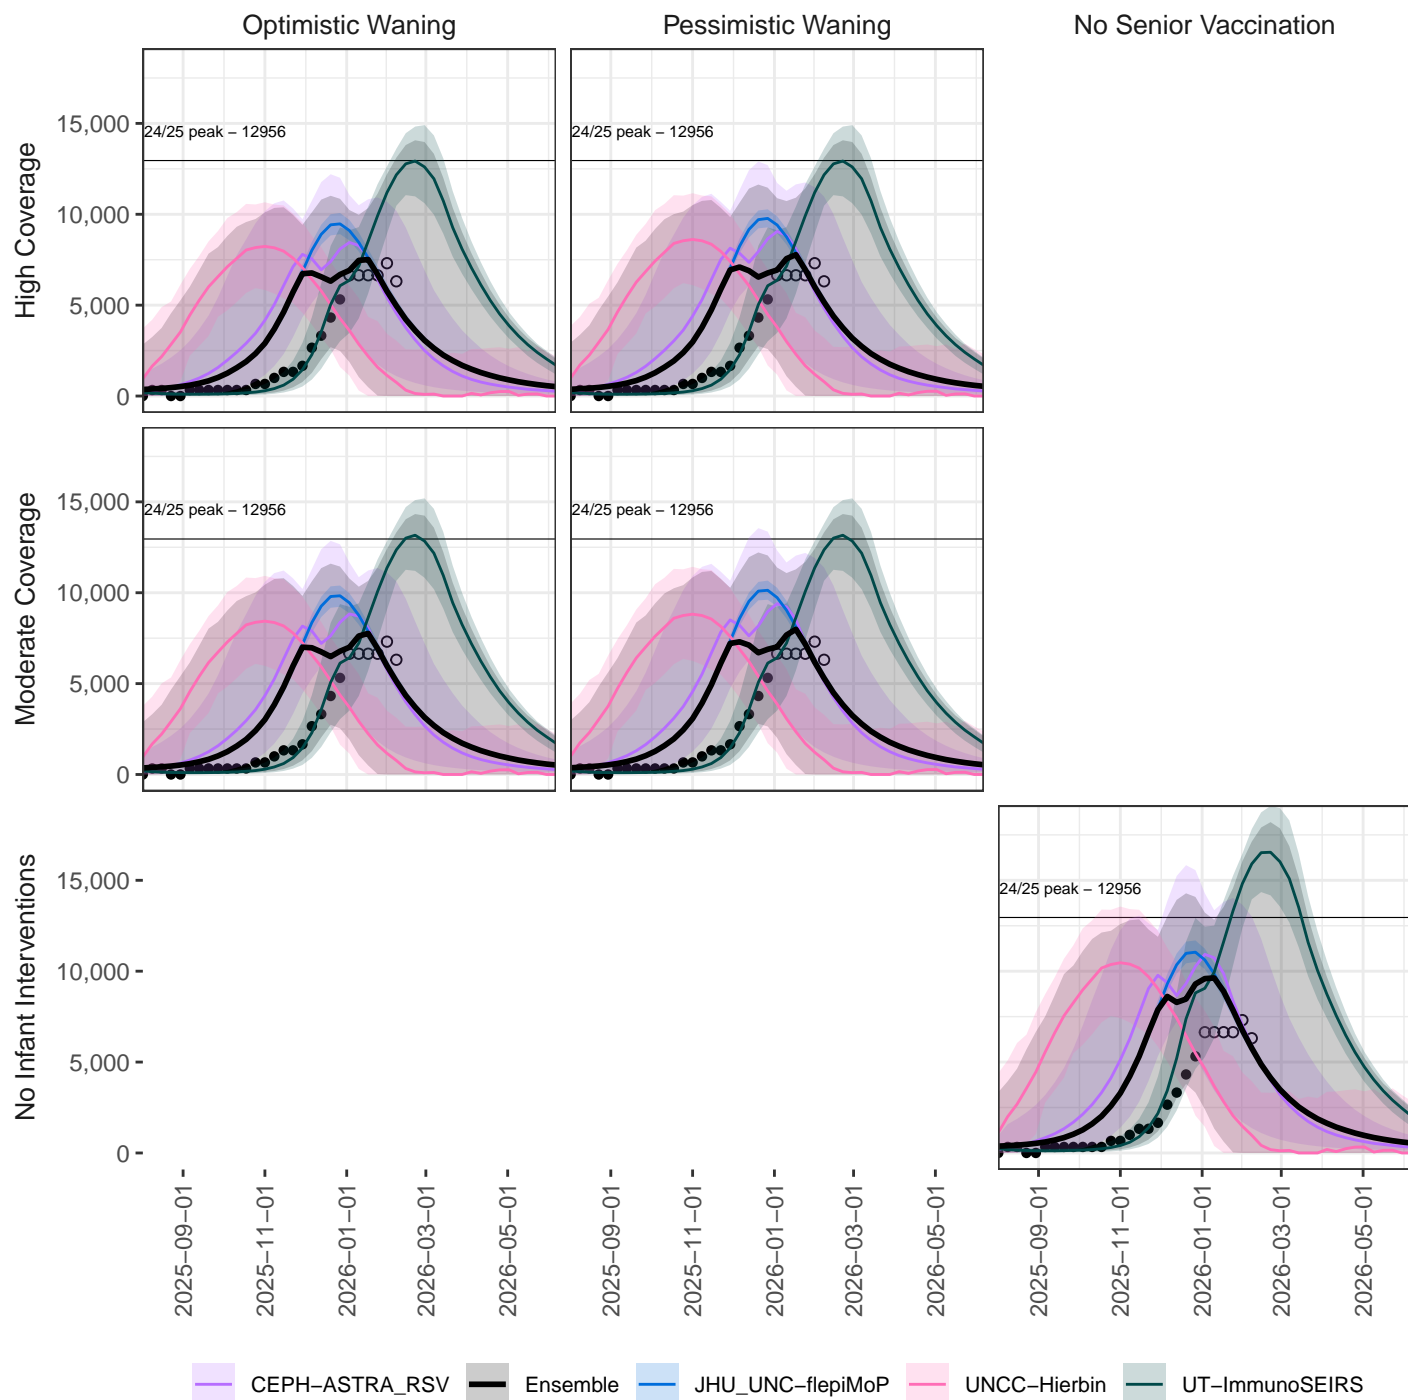 Optimistic Waning
Pessimistic Waning
No Senior Vaccination
High Coverage
15,000
10,000
5,000
0
24/25 peak − 12956
24/25 peak − 12956
Moderate Coverage
15,000
10,000
5,000
0
24/25 peak − 12956
24/25 peak − 12956
No Infant Interventions
15,000
10,000
5,000
0
24/25 peak − 12956
2025−09−01
2025−11−01
2026−01−01
2026−03−01
2026−05−01
2025−09−01
2025−11−01
2026−01−01
2026−03−01
2026−05−01
2025−09−01
2025−11−01
2026−01−01
2026−03−01
2026−05−01
CEPH−ASTRA_RSV
Ensemble
JHU_UNC−flepiMoP
UNCC−Hierbin
UT−ImmunoSEIRS